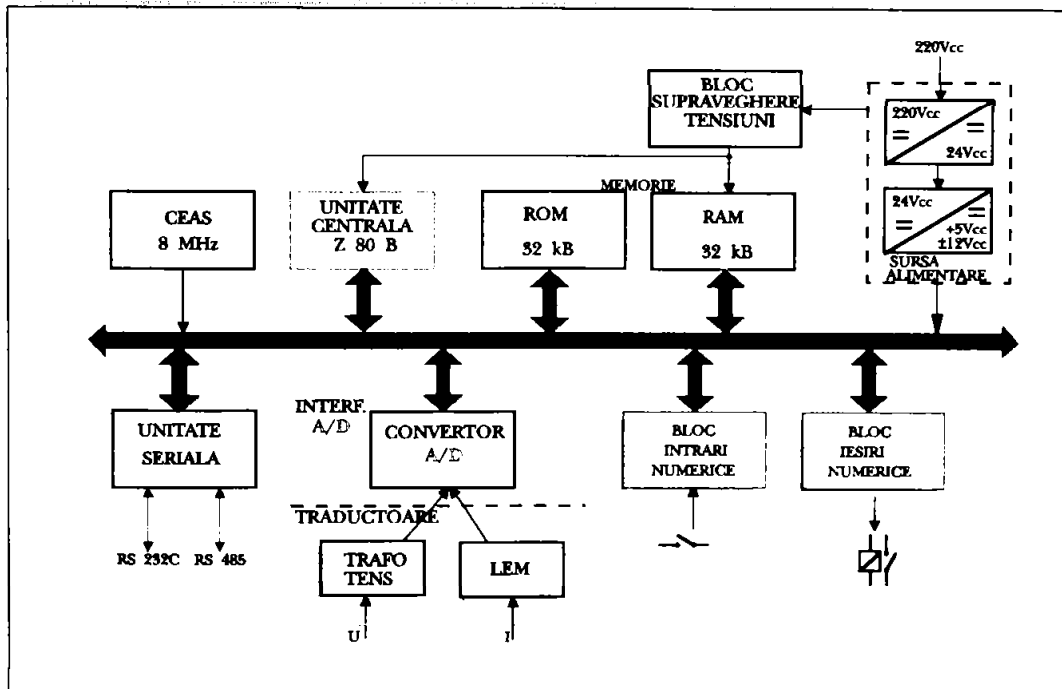 220Vcc
BLOC
SUPRAVEGHERE
TENSIUNI
220Vcc
24Vcc
MEMORIE
CEAS
8 MHz
UNITATE
CENTRALA
Z 80 B
ROM
32 kB
RAM
32 kB
24Vcc
+5Vcc
±12Vcc
SURSA
ALIMENTARE
UNITATE
SERIALA
INTERF.
A/D
CONVERTOR
A/D
BLOC
INTRARI
NUMERICE
BLOC
IESIRI
NUMERICE
TRADUCTOARE
RS 232C RS 485
TRAFO
TENS
LEM
U
I